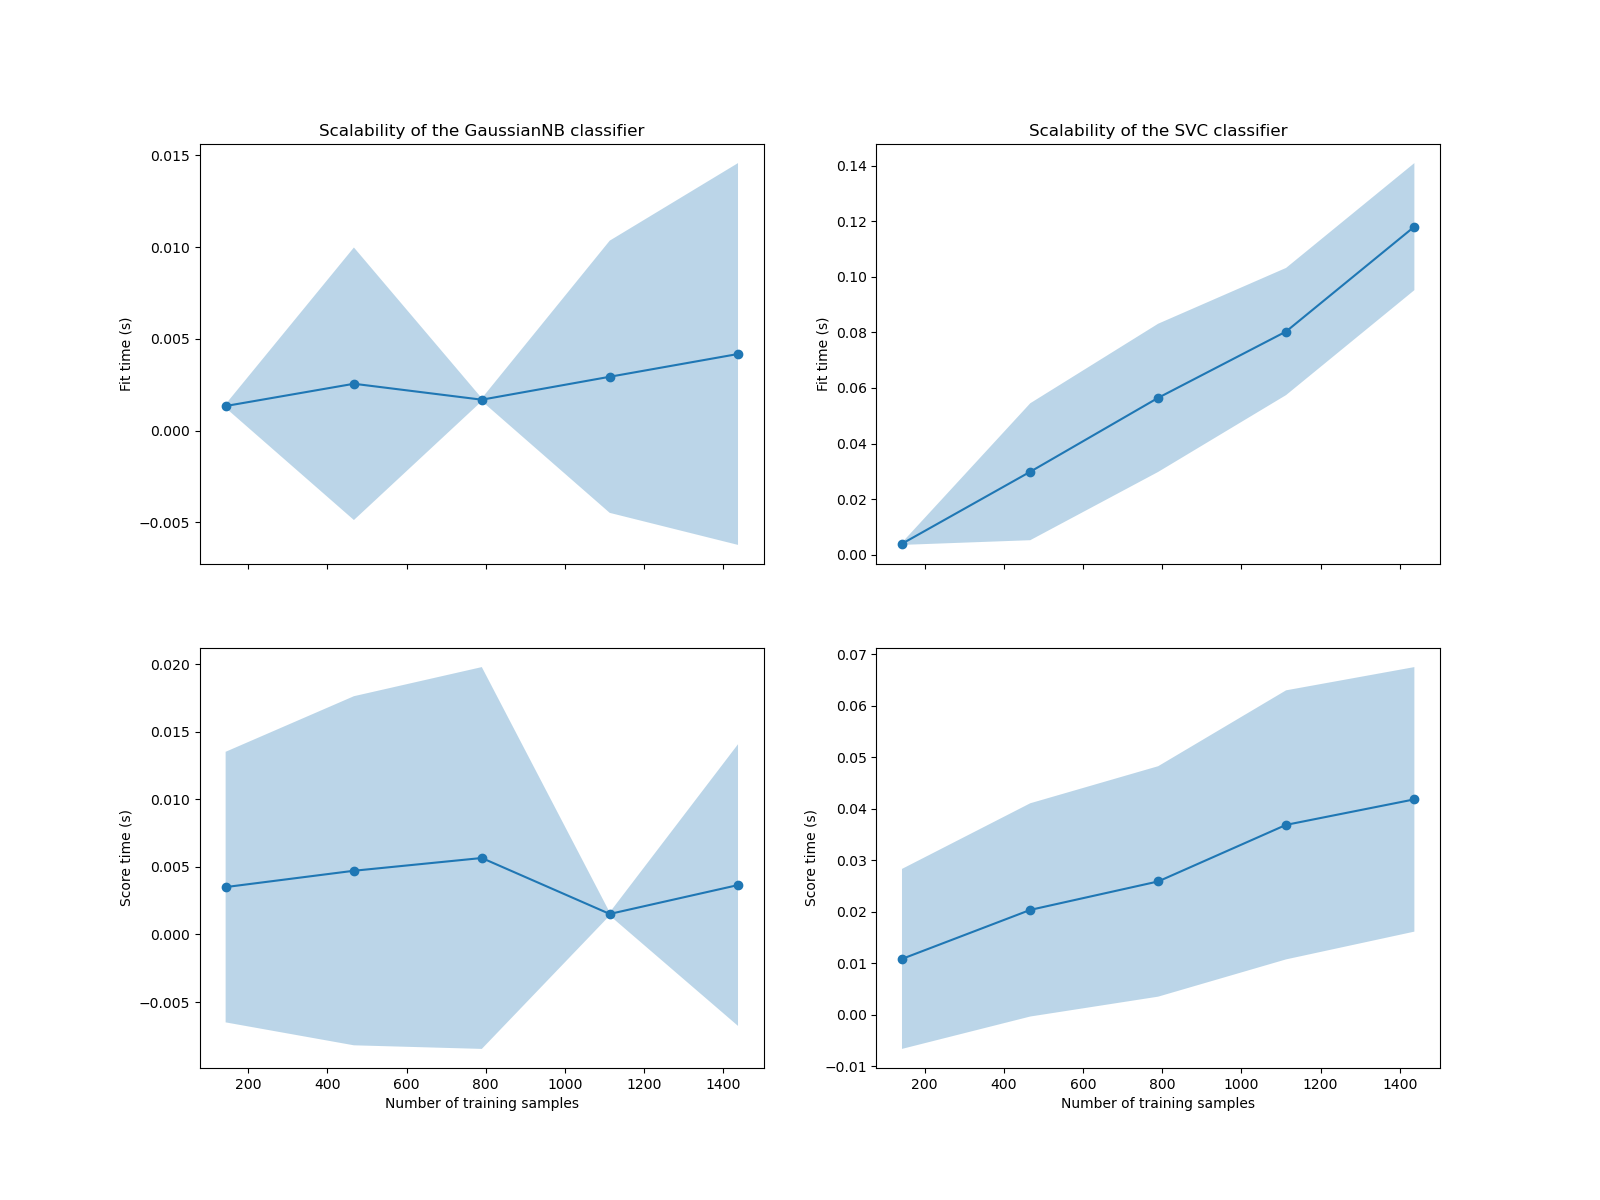 Scalability of the GaussianNB classifier
0.015
0.010
0.005
0.000
−0.005
Fit time (s)
Scalability of the SVC classifier
0.14
0.12
0.10
0.08
0.06
0.04
0.02
0.00
Fit time (s)
0.020
0.015
0.010
0.005
0.000
−0.005
Score time (s)
200 400 600 800 1000 1200 1400
Number of training samples
0.07
0.06
0.05
0.04
0.03
0.02
0.01
0.00
−0.01
Score time (s)
200 400 600 800 1000 1200 1400
Number of training samples